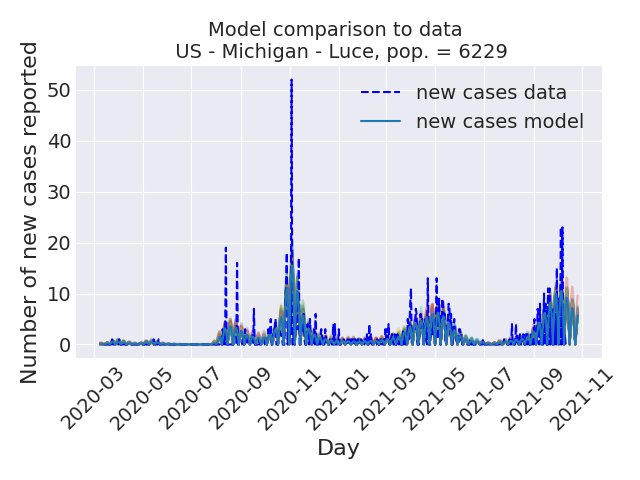 Model comparison to data
US - Michigan - Luce, pop. = 6229
Number of new cases reported
50
40
30
20
10
0
new cases data
new cases model
2020-03
2020-05
2020-07
2020-09
2020-11
2021-01
2021-03
2021-05
2021-07
2021-09
2021-11
Day